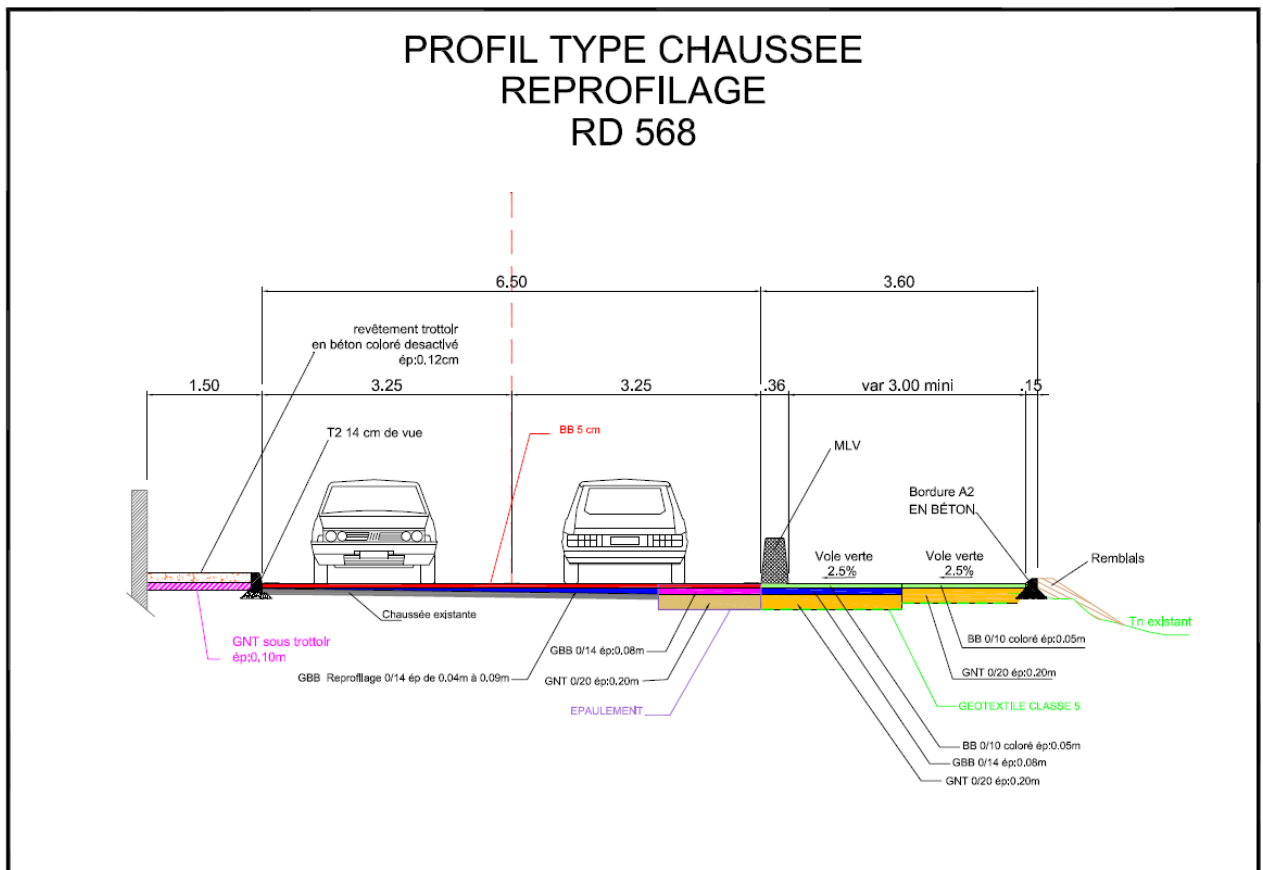 PROFIL TYPE CHAUSSEE
REPROFILAGE
RD 568
6.50
3.60
revêtement trottoir
en béton coloré desactivé
ép:0.12cm
1.50
3.25
3.25
.36
var 3.00 mini
.15
T2 14 cm de vue
BB 5 cm
MLV
Bordure A2
EN BÉTON
Voie verte
2.5%
Voie verte
2.5%
Remblais
Chaussée existante
Tn existant
GNT sous trottoir
ép:0.10m
GBB 0/14 ép:0.08m
BB 0/10 coloré ép:0.05m
GBB Reprofilage 0/14 ép de 0.04m à 0.09m
GNT 0/20 ép:0.20m
GNT 0/20 ép:0.20m
EPAULEMENT
GEOTEXTILE CLASSE 5
BB 0/10 coloré ép:0.05m
GBB 0/14 ép:0.08m
GNT 0/20 ép:0.20m